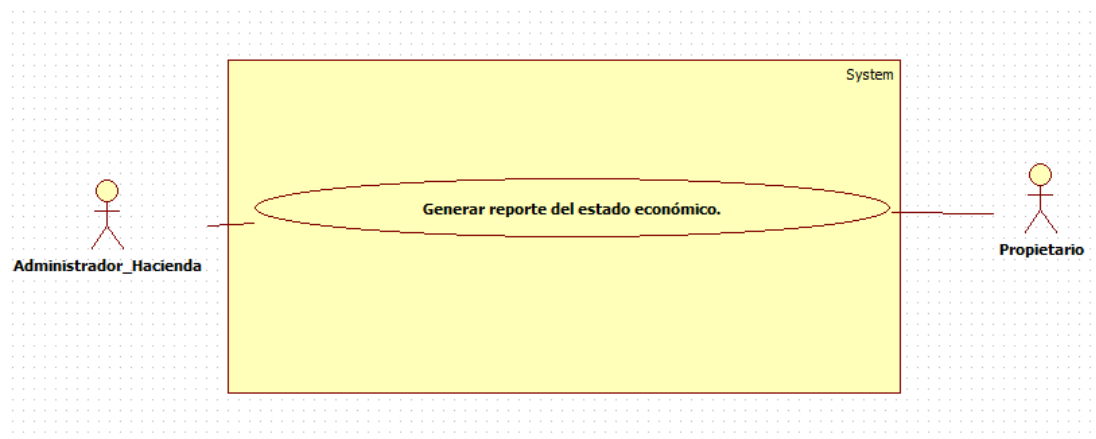 System
Generar reporte del estado económico.
Administrador_Hacienda
Propietario